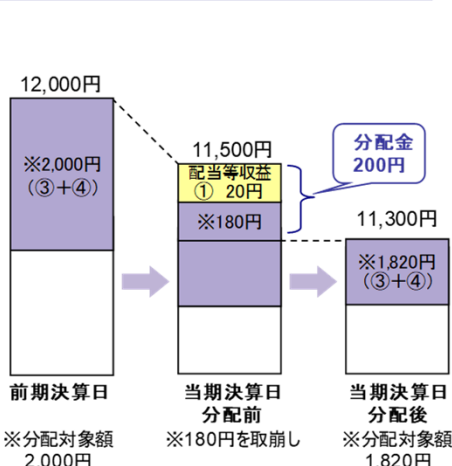 12,000円
※2,000円
(③+④)
前期決算日
※分配対象額
2,000円
11,500円
配当等収益
① 20円
※180円
当期決算日
分配前
※180円を取崩し
分配金
200円
11,300円
※1,820円
(③+④)
当期決算日
分配後
※分配対象額
1,820円